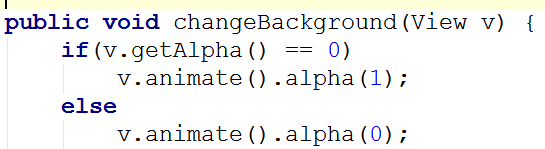 public void changeBackground(View v) {
    if(v.getAlpha() == 0)
        v.animate().alpha(1);
    else
        v.animate().alpha(0);